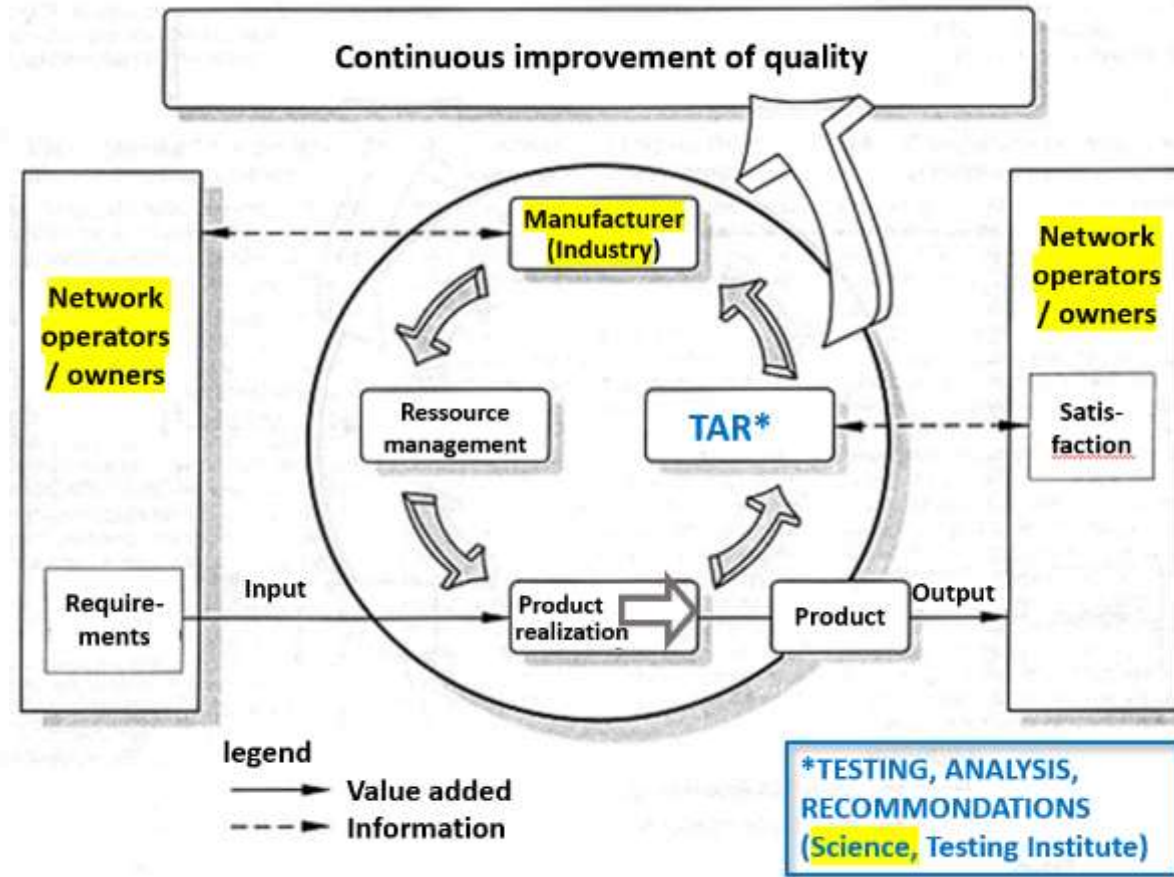 Continuous improvement of quality
Network
operators
/ owners
Manufacturer
(Industry)
Network
operators
/ owners
Ressource
management
TAR*
Satis-
faction
Require-
ments
Input
Product
realization
Product
Output
legend
Value added
Information
*TESTING, ANALYSIS,
RECOMMONDATIONS
(Science, Testing Institute)